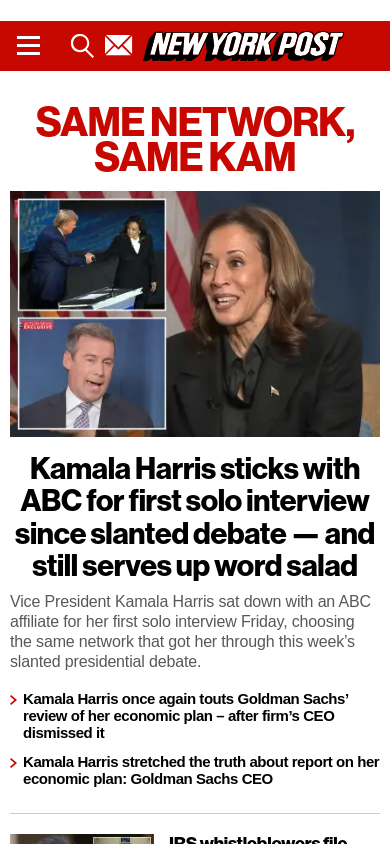 NEW YORK POST
SAME NETWORK,
SAME KAM
EXCLUSIVE
Kamala Harris sticks with
ABC for first solo interview
since slanted debate — and
still serves up word salad
Vice President Kamala Harris sat down with an ABC
affiliate for her first solo interview Friday, choosing
the same network that got her through this week’s
slanted presidential debate.
Kamala Harris once again touts Goldman Sachs’
review of her economic plan – after firm’s CEO
dismissed it
Kamala Harris stretched the truth about report on her
economic plan: Goldman Sachs CEO
IRS whistleblowers file